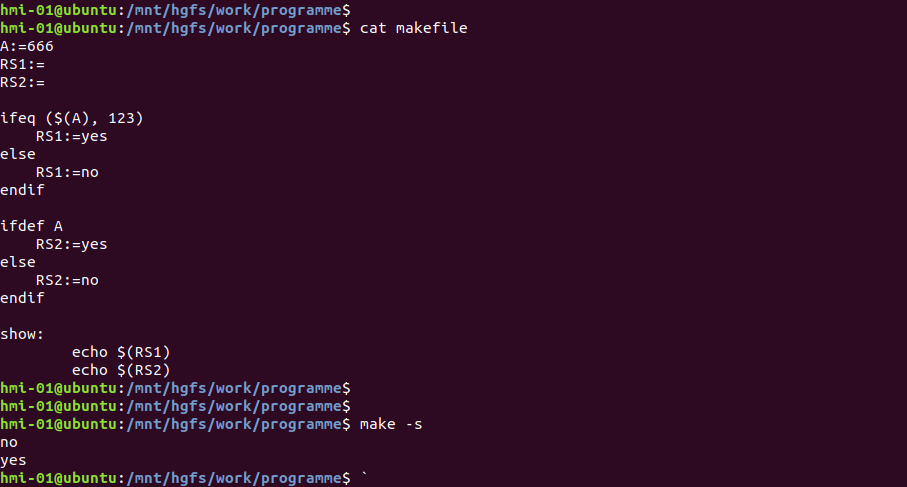 hmi-01@ubuntu:/mnt/hgfs/work/programme$
hmi-01@ubuntu:/mnt/hgfs/work/programme$ cat makefile
A:=666
RS1:=
RS2:=

ifeq ($(A), 123)
    RS1:=yes
else
    RS1:=no
endif

ifdef A
    RS2:=yes
else
    RS2:=no
endif

show:
        echo $(RS1)
        echo $(RS2)
hmi-01@ubuntu:/mnt/hgfs/work/programme$
hmi-01@ubuntu:/mnt/hgfs/work/programme$
hmi-01@ubuntu:/mnt/hgfs/work/programme$ make -s
no
yes
hmi-01@ubuntu:/mnt/hgfs/work/programme$ `